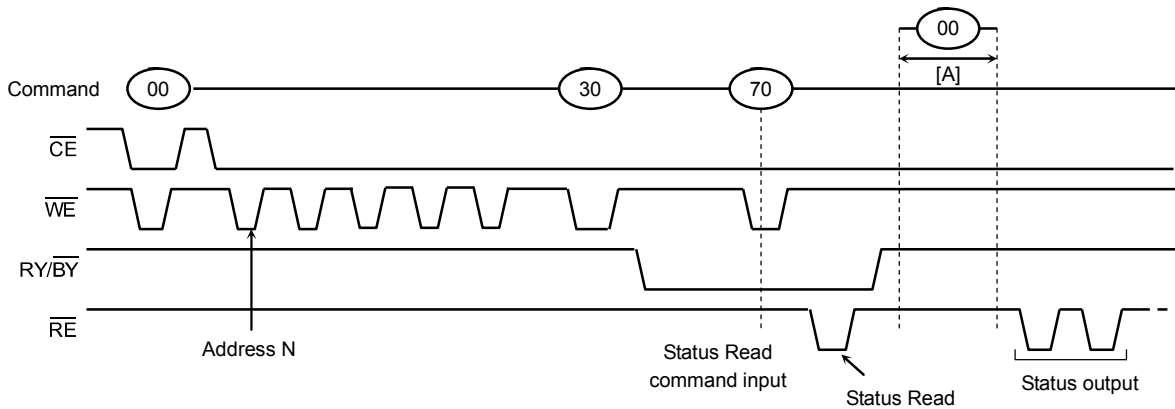 00
[A]
Command 00 30 70
CE
WE
RY/BY
RE
Address N
Status Read
command input
Status Read
Status output